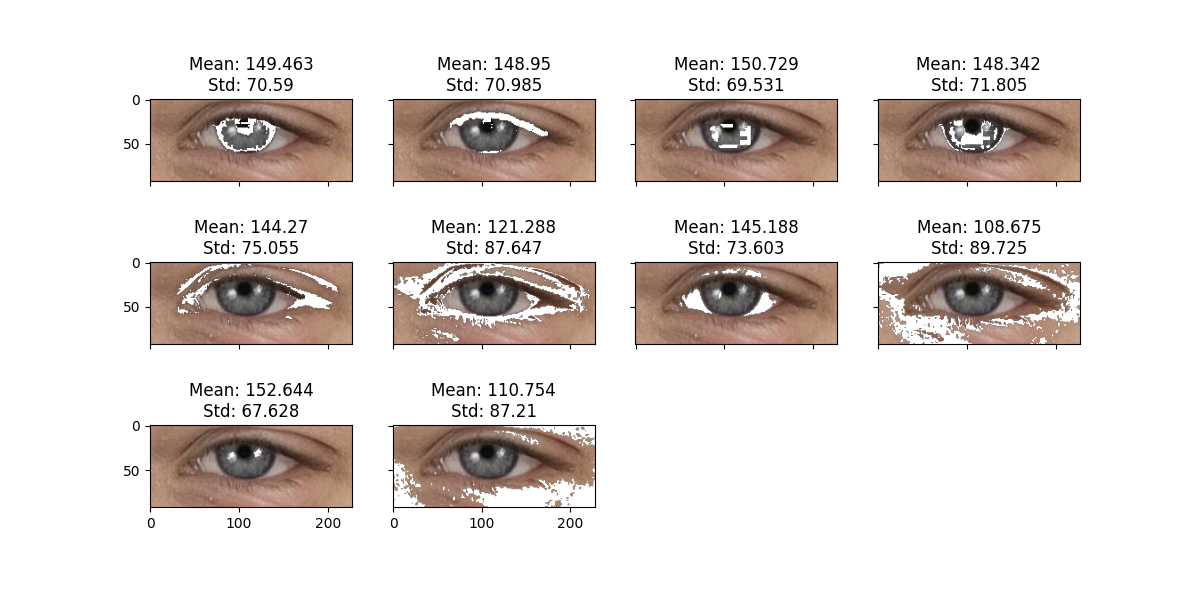 Mean: 149.463
Std: 70.59
Mean: 148.95
Std: 70.985
Mean: 150.729
Std: 69.531
Mean: 148.342
Std: 71.805
0
50
Mean: 144.27
Std: 75.055
Mean: 121.288
Std: 87.647
Mean: 145.188
Std: 73.603
Mean: 108.675
Std: 89.725
0
50
Mean: 152.644
Std: 67.628
Mean: 110.754
Std: 87.21
0
50
0 100 200
0 100 200